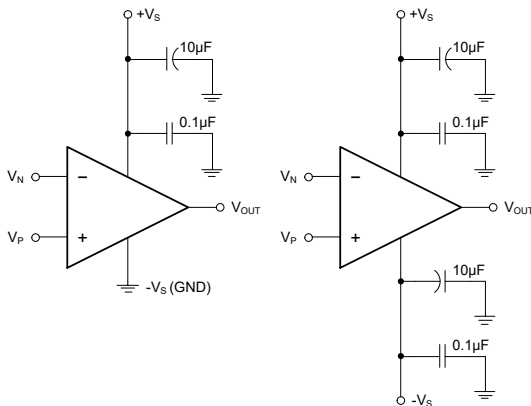 +VS
10µF
0.1µF
VN
−
VP
+
VOUT
-VS (GND)
+VS
10µF
0.1µF
VN
−
VP
+
VOUT
10µF
0.1µF
-VS